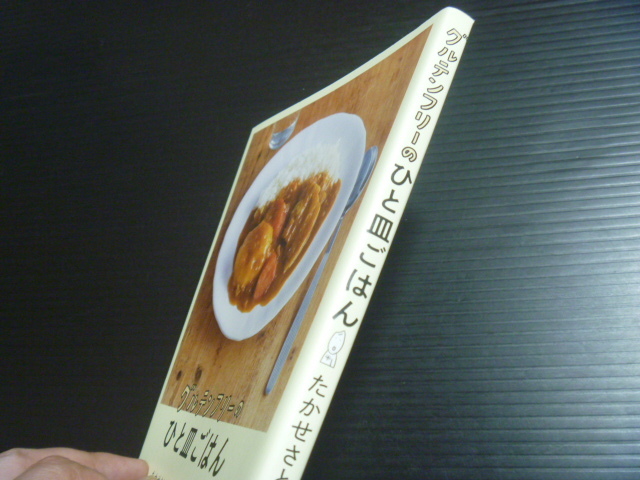 グルテンフリーの
ひと皿ごはん
たかせさと
グルテンフリーの
ひと皿ごはん